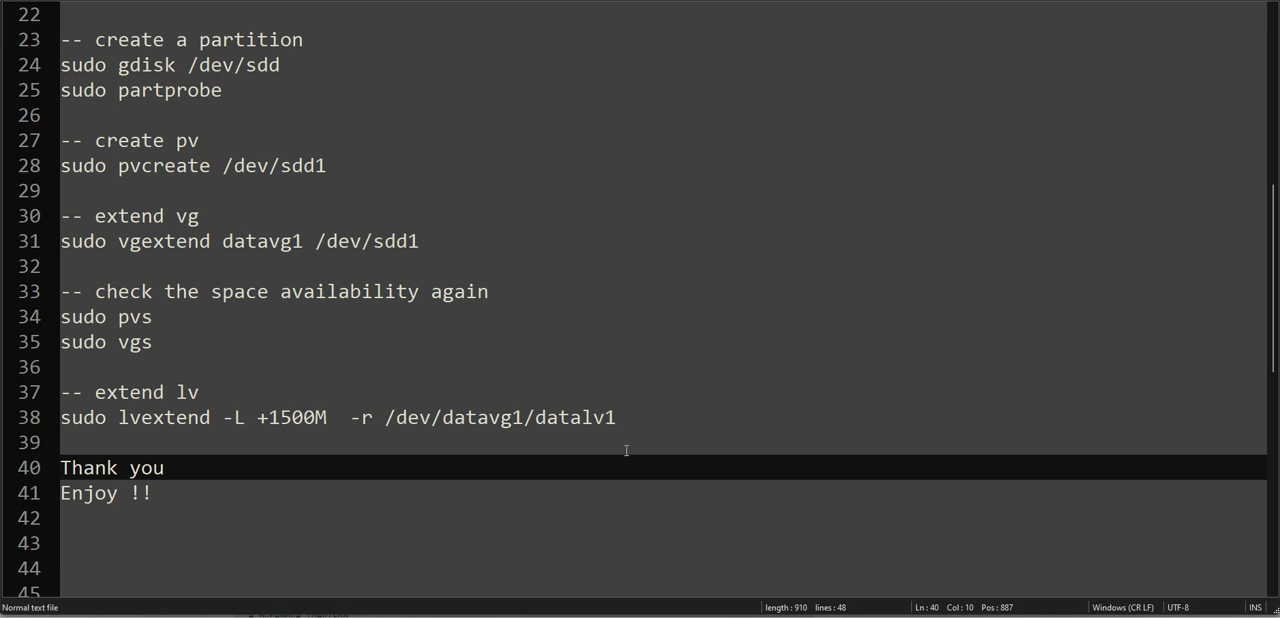 22
23 -- create a partition
24 sudo gdisk /dev/sdd
25 sudo partprobe
26
27 -- create pv
28 sudo pvcreate /dev/sdd1
29
30 -- extend vg
31 sudo vgextend datavg1 /dev/sdd1
32
33 -- check the space availability again
34 sudo pvs
35 sudo vgs
36
37 -- extend lv
38 sudo lvextend -L +1500M  -r /dev/datavg1/datalv1
39
40 Thank you
41 Enjoy !!
42
43
44
45
Normal text file length : 910 lines : 48 Ln : 40 Col : 10 Pos : 887 Windows (CR LF) UTF-8 INS